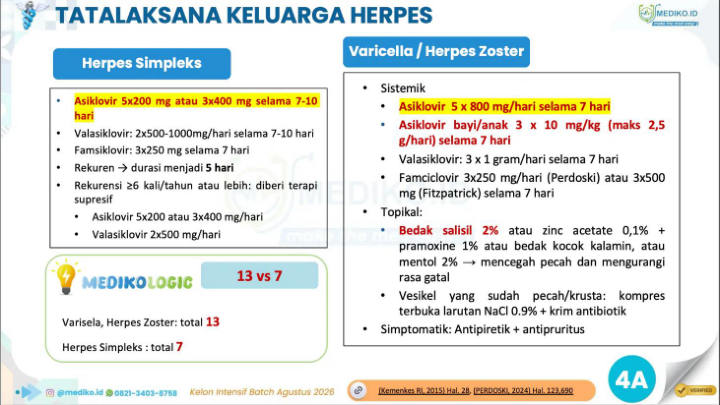 TATALAKSANA KELUARGA HERPES
MEDIKO.ID
Herpes Simpleks
• Asiklovir 5x200 mg atau 3x400 mg selama 7-10
hari
• Valasiklovir: 2x500-1000mg/hari selama 7-10 hari
• Famsiklovir: 3x250 mg selama 7 hari
• Rekuren → durasi menjadi 5 hari
• Rekurensi ≥6 kali/tahun atau lebih: diberi terapi
supresif
• Asiklovir 5x200 atau 3x400 mg/hari
• Valasiklovir 2x500 mg/hari
MEDIKOLOGIC
13 vs 7
Varisela, Herpes Zoster: total 13
Herpes Simpleks : total 7
Varicella / Herpes Zoster
• Sistemik
• Asiklovir 5 x 800 mg/hari selama 7 hari
• Asiklovir bayi/anak 3 x 10 mg/kg (maks 2,5
g/hari) selama 7 hari
• Valasiklovir: 3 x 1 gram/hari selama 7 hari
• Famciclovir 3x250 mg/hari (Perdoski) atau 3x500
mg (Fitzpatrick) selama 7 hari
• Topikal:
• Bedak salisil 2% atau zinc acetate 0,1% +
pramoxine 1% atau bedak kocok kalamin, atau
mentol 2% → mencegah pecah dan mengurangi
rasa gatal
• Vesikel yang sudah pecah/krusta: kompres
terbuka larutan NaCl 0.9% + krim antibiotik
• Simptomatik: Antipiretik + antipruritus
MEDIKO.ID
@mediko.id 0821-3403-8758
Kelon Intensif Batch Agustus 2026
(Kemenkes RI, 2015) Hal. 28, (PERDOSKI, 2024) Hal. 123,690
4A
VERIFIED